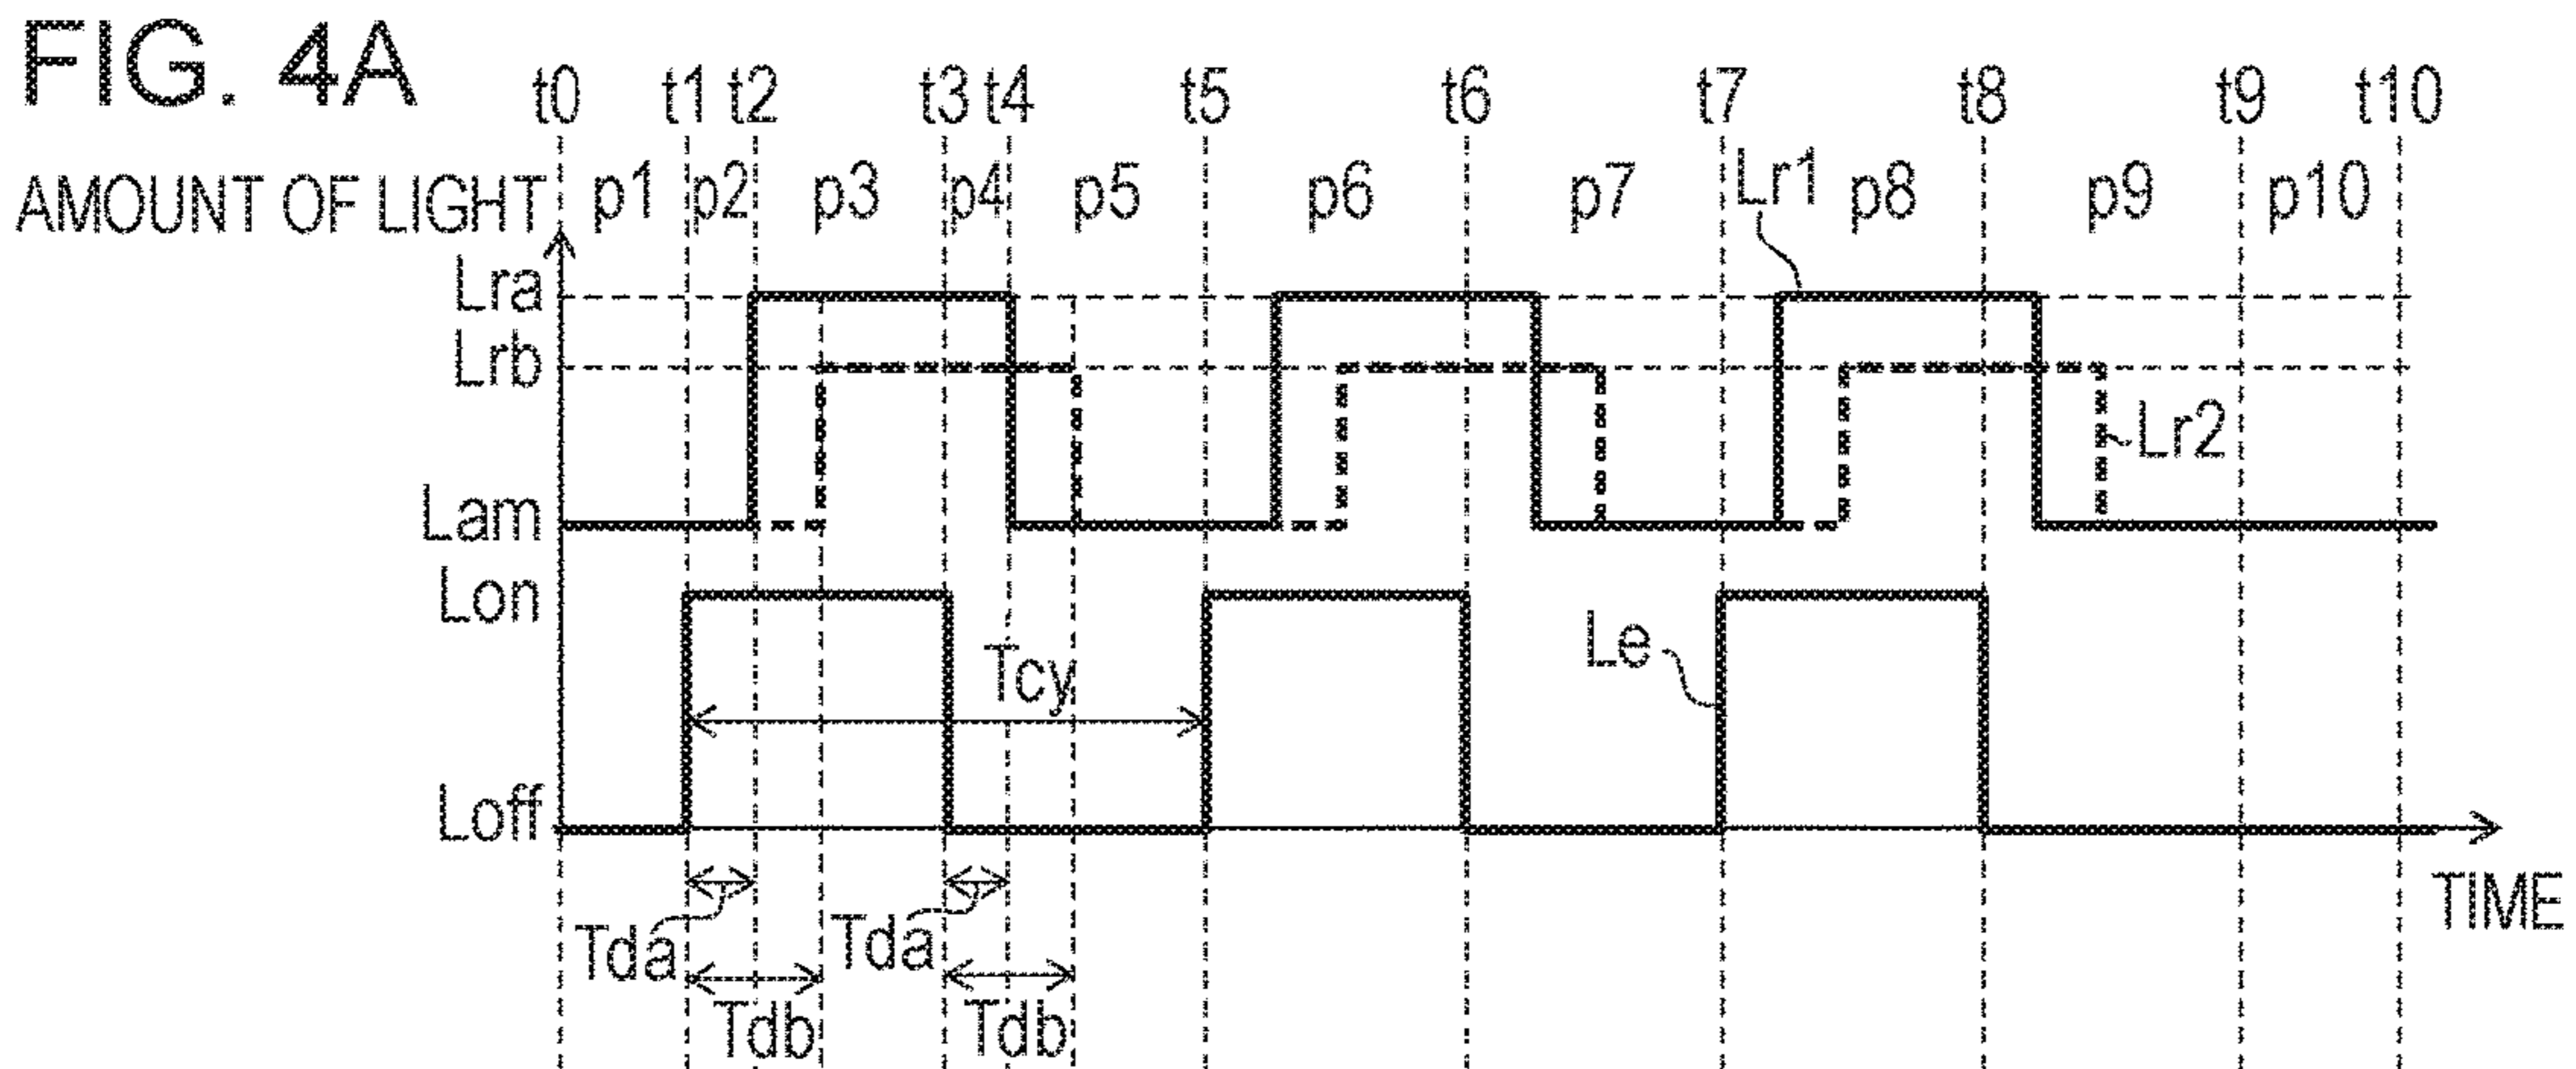 FIG. 4A
t0 t1 t2 t3 t4 t5 t6 t7 t8 t9 t10
AMOUNT OF LIGHT p1 p2 p3 p4 p5 p6 p7 Lr1 p8 p9 p10
Lra
Lrb
Lr2
Lam
Lon
Le
Tcy
Loff
TIME
Tda Tda
Tdb Tdb